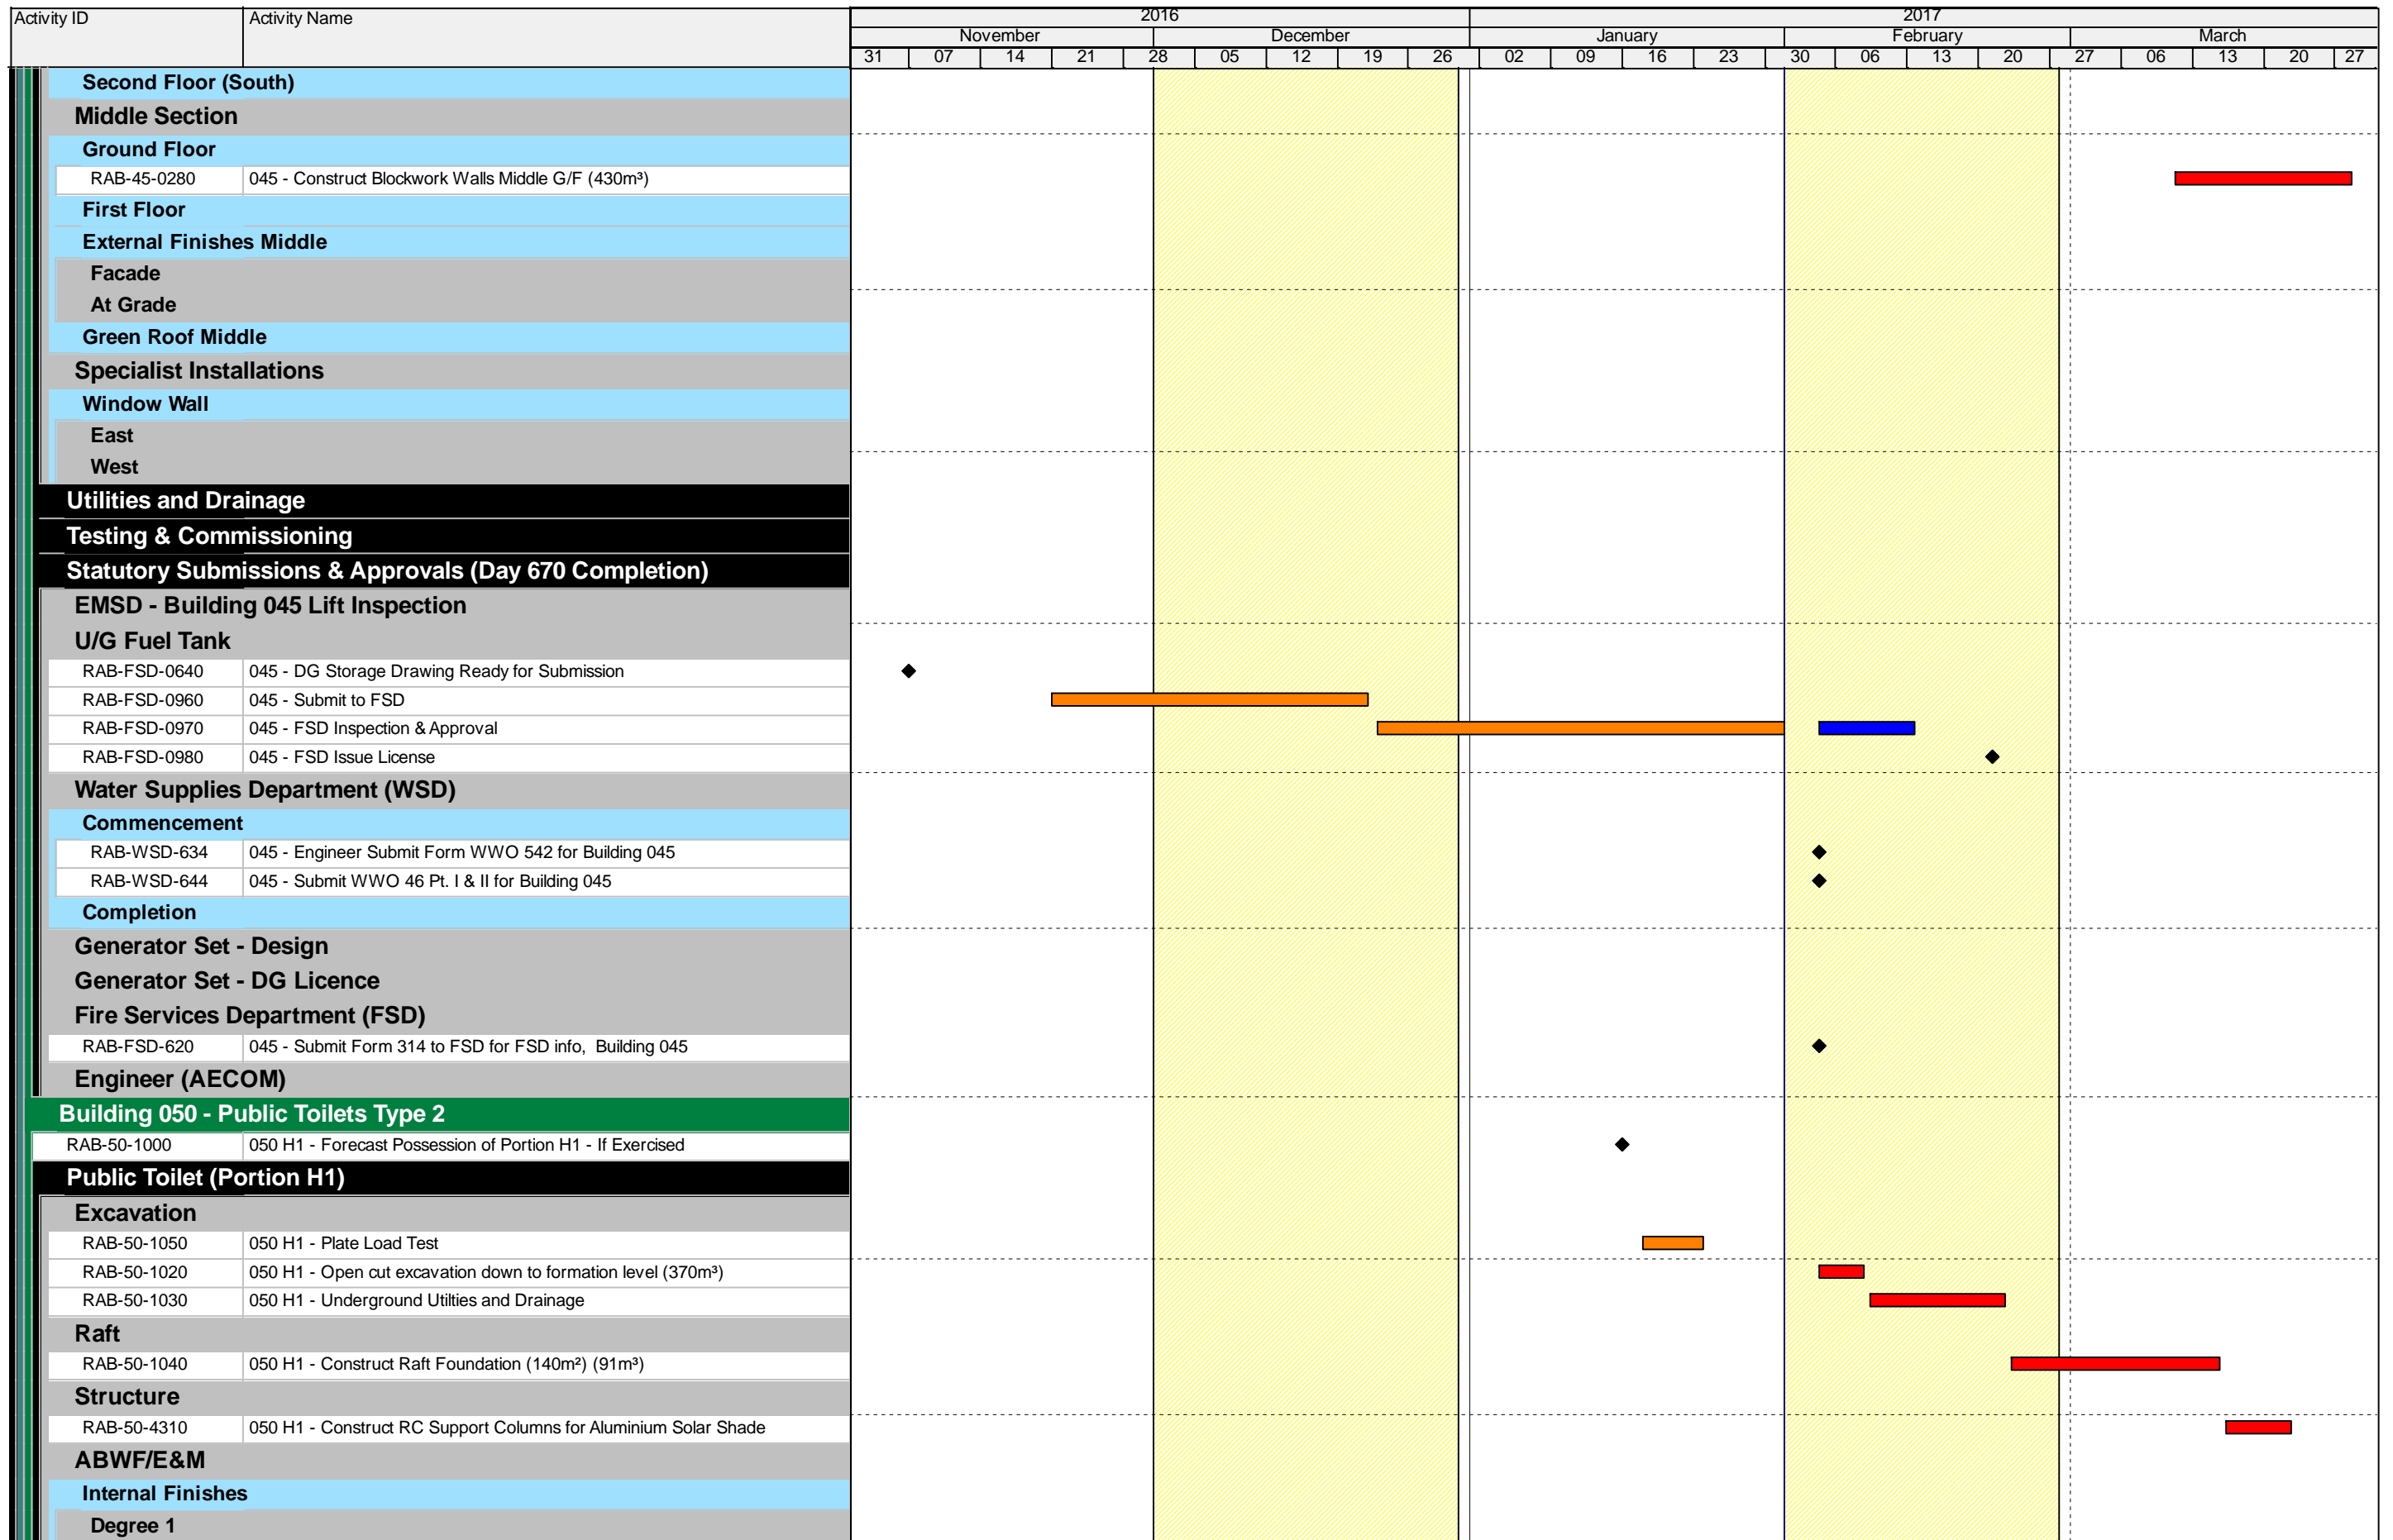 Activity ID Activity Name 2016 2017
November December January February March
31 07 14 21 28 05 12 19 26 02 09 16 23 30 06 13 20 27 06 13 20 27
Second Floor (South)
Middle Section
Ground Floor
RAB-45-0280 045 - Construct Blockwork Walls Middle G/F (430m³)
First Floor
External Finishes Middle
Facade
At Grade
Green Roof Middle
Specialist Installations
Window Wall
East
West
Utilities and Drainage
Testing & Commissioning
Statutory Submissions & Approvals (Day 670 Completion)
EMSD - Building 045 Lift Inspection
U/G Fuel Tank
RAB-FSD-0640 045 - DG Storage Drawing Ready for Submission
RAB-FSD-0960 045 - Submit to FSD
RAB-FSD-0970 045 - FSD Inspection & Approval
RAB-FSD-0980 045 - FSD Issue License
Water Supplies Department (WSD)
Commencement
RAB-WSD-634 045 - Engineer Submit Form WWO 542 for Building 045
RAB-WSD-644 045 - Submit WWO 46 Pt. I & II for Building 045
Completion
Generator Set - Design
Generator Set - DG Licence
Fire Services Department (FSD)
RAB-FSD-620 045 - Submit Form 314 to FSD for FSD info, Building 045
Engineer (AECOM)
Building 050 - Public Toilets Type 2
RAB-50-1000 050 H1 - Forecast Possession of Portion H1 - If Exercised
Public Toilet (Portion H1)
Excavation
RAB-50-1050 050 H1 - Plate Load Test
RAB-50-1020 050 H1 - Open cut excavation down to formation level (370m³)
RAB-50-1030 050 H1 - Underground Utilties and Drainage
Raft
RAB-50-1040 050 H1 - Construct Raft Foundation (140m²) (91m³)
Structure
RAB-50-4310 050 H1 - Construct RC Support Columns for Aluminium Solar Shade
ABWF/E&M
Internal Finishes
Degree 1